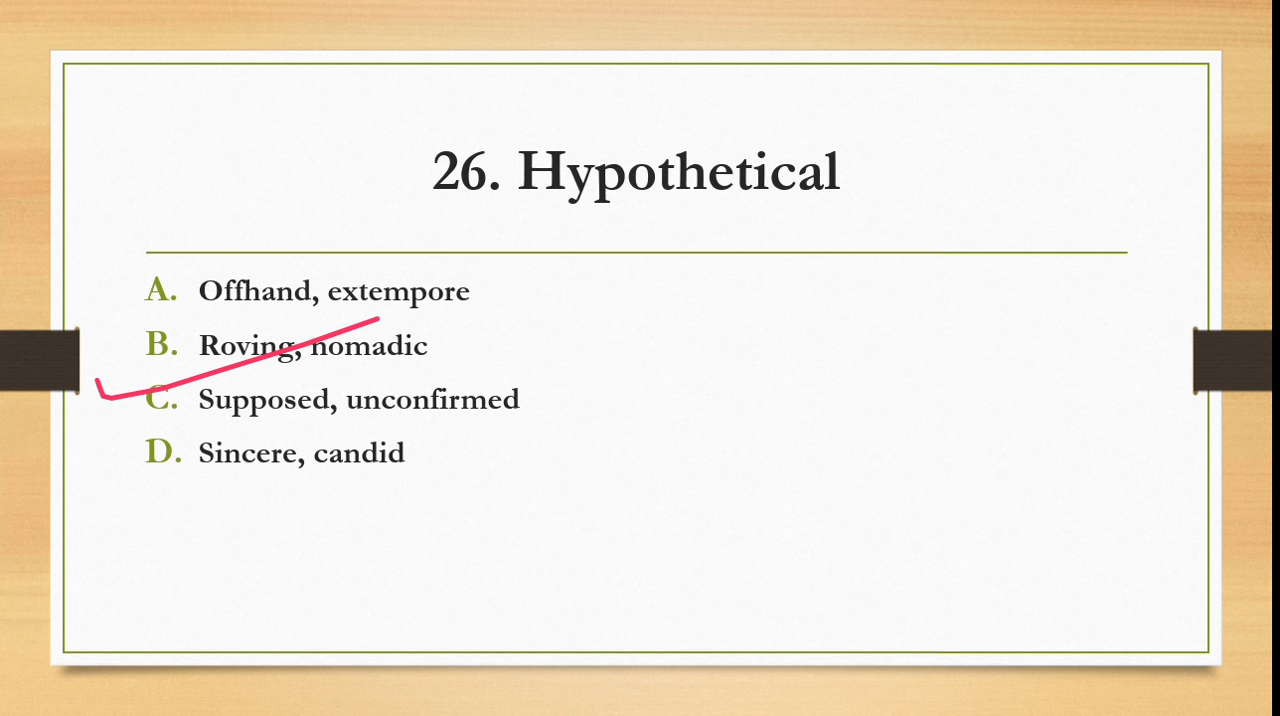 26. Hypothetical
A. Offhand, extempore
B. Roving, nomadic
C. Supposed, unconfirmed
D. Sincere, candid